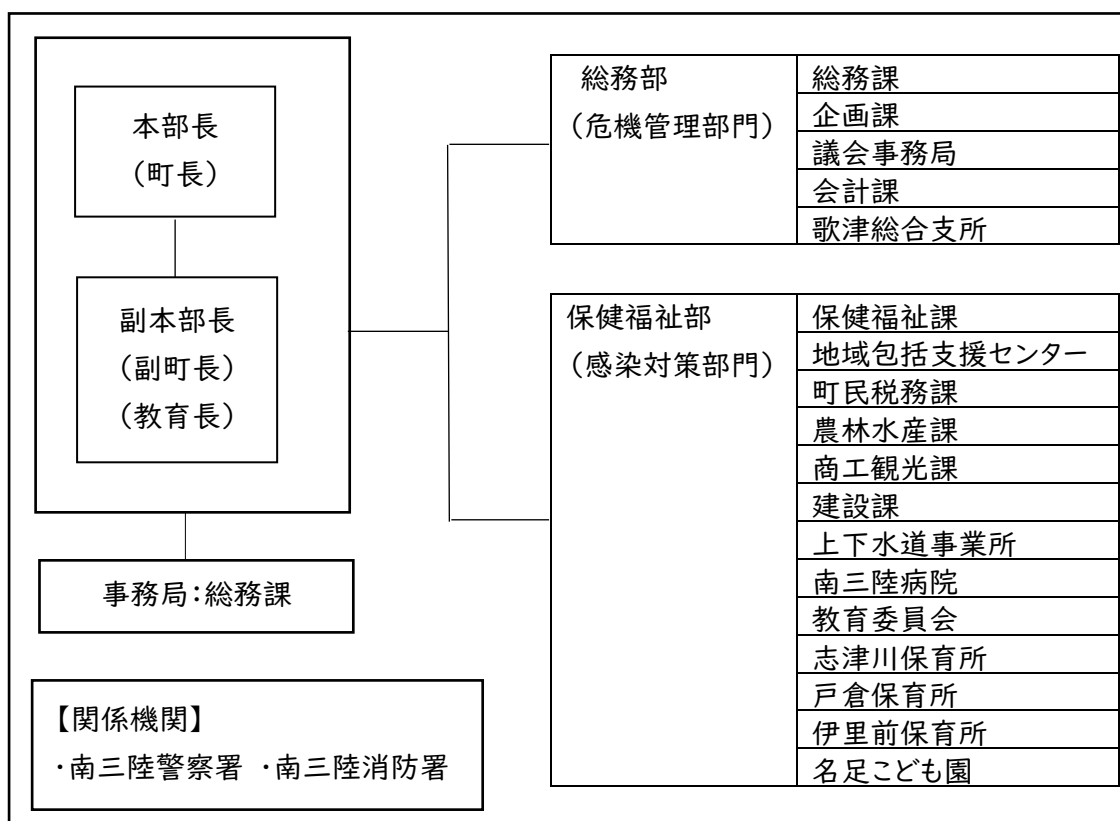 本部長
（町長）
副本部長
（副町長）
（教育長）
事務局：総務課
【関係機関】
・南三陸警察署 ・南三陸消防署
総務部
（危機管理部門）
総務課
企画課
議会事務局
会計課
歌津総合支所
保健福祉部
（感染対策部門）
保健福祉課
地域包括支援センター
町民税務課
農林水産課
商工観光課
建設課
上下水道事業所
南三陸病院
教育委員会
志津川保育所
戸倉保育所
伊里前保育所
名足こども園